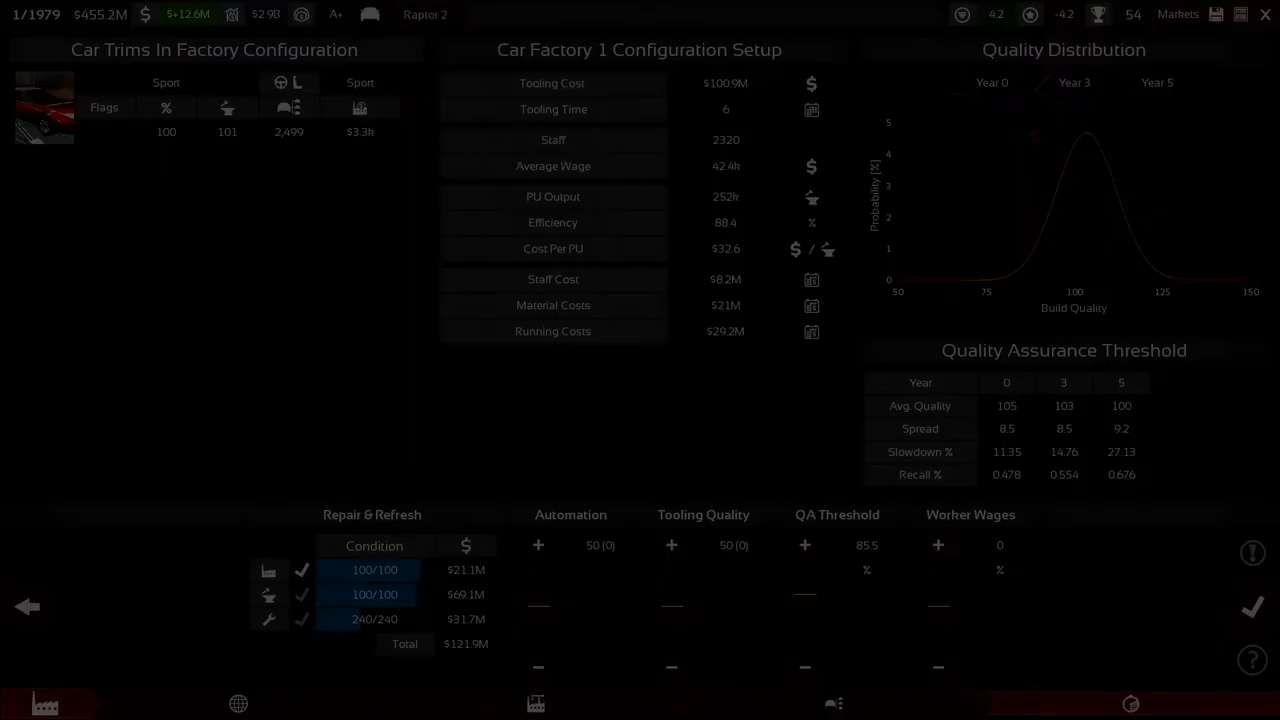 1/1979 $455.2M $+12.6M $2.9B A+ Raptor 2 4.2 -4.2 54 Markets
Car Trims In Factory Configuration
Sport Sport
Flags %
100 101 2,499 $3.3k
Car Factory 1 Configuration Setup
Tooling Cost $100.9M $
Tooling Time 6
Staff 2320
Average Wage 42.4k $
PU Output 252k
Efficiency 88.4 %
Cost Per PU $32.6 $ /
Staff Cost $8.2M
Material Costs $21M
Running Costs $29.2M
Quality Distribution
Year 0 Year 3 Year 5
Probability [%]
5
4
3
2
1
0
50 75 100 125 150
Build Quality
Quality Assurance Threshold
Year 0 3 5
Avg. Quality 105 103 100
Spread 8.5 8.5 9.2
Slowdown % 11.35 14.76 27.13
Recall % 0.478 0.554 0.676
Repair & Refresh
Condition $
100/100 $21.1M
100/100 $69.1M
240/240 $31.7M
Total $121.9M
Automation Tooling Quality QA Threshold Worker Wages
+ 50 (0) + 50 (0) + 85.5 + 0
% %
- - - -